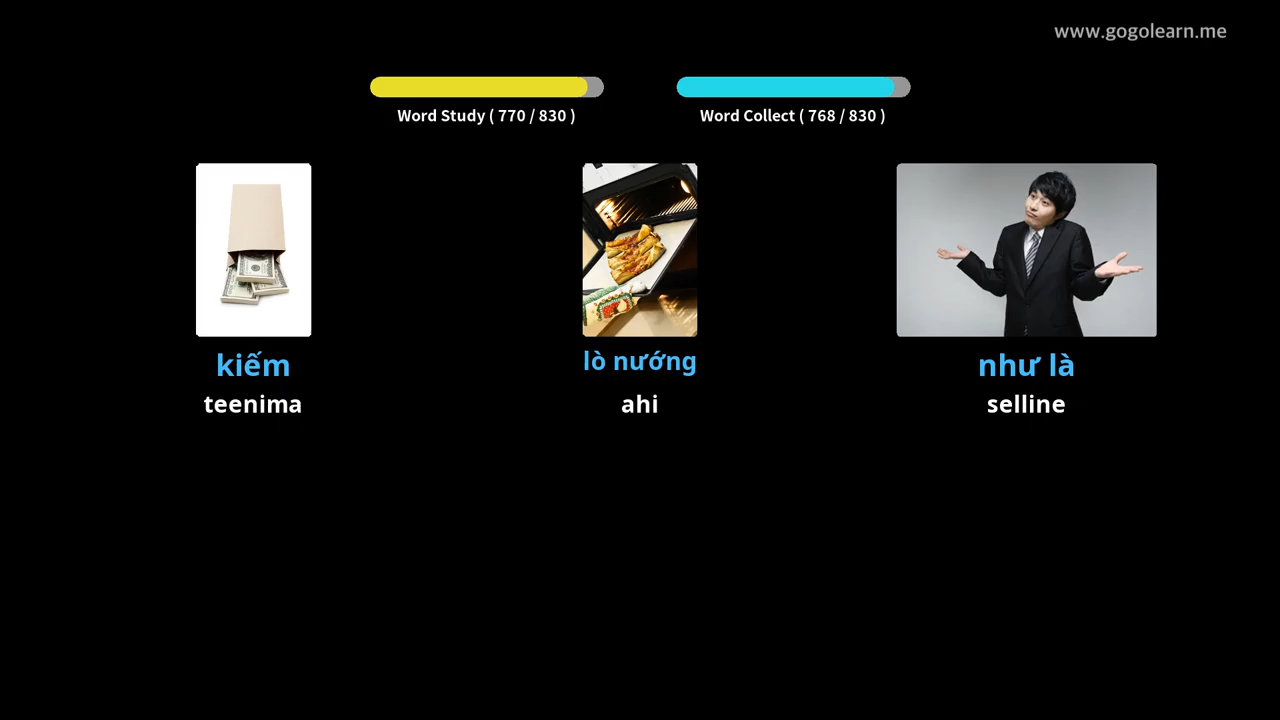 www.gogolearn.me
Word Study ( 770 / 830 )
Word Collect ( 768 / 830 )
kiếm
lò nướng
như là
teenima
ahi
selline